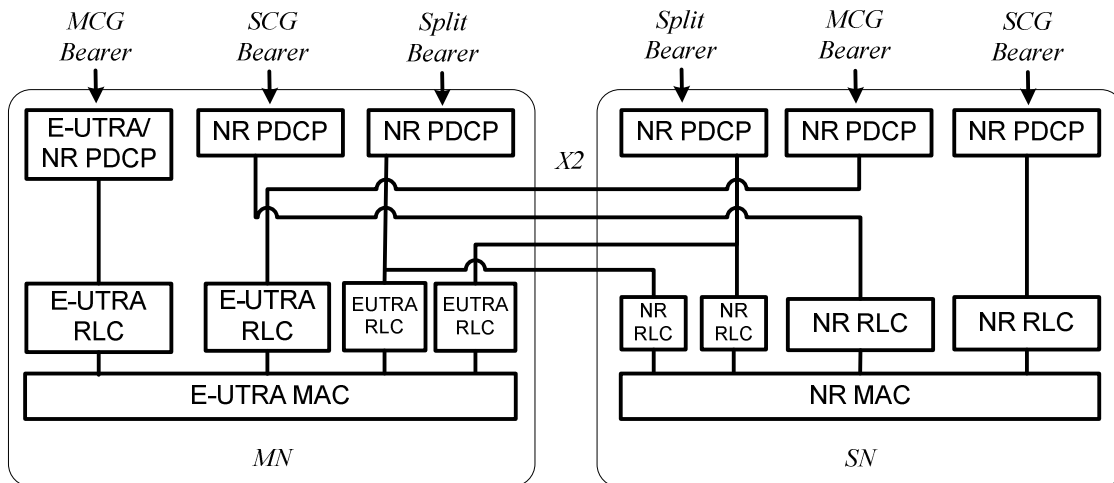 MCG
Bearer
SCG
Bearer
Split
Bearer
Split
Bearer
MCG
Bearer
SCG
Bearer
E-UTRA/
NR PDCP
NR PDCP
NR PDCP
NR PDCP
NR PDCP
NR PDCP
X2
E-UTRA
RLC
E-UTRA
RLC
EUTRA
RLC
EUTRA
RLC
NR
RLC
NR
RLC
NR RLC
NR RLC
E-UTRA MAC
NR MAC
MN
SN